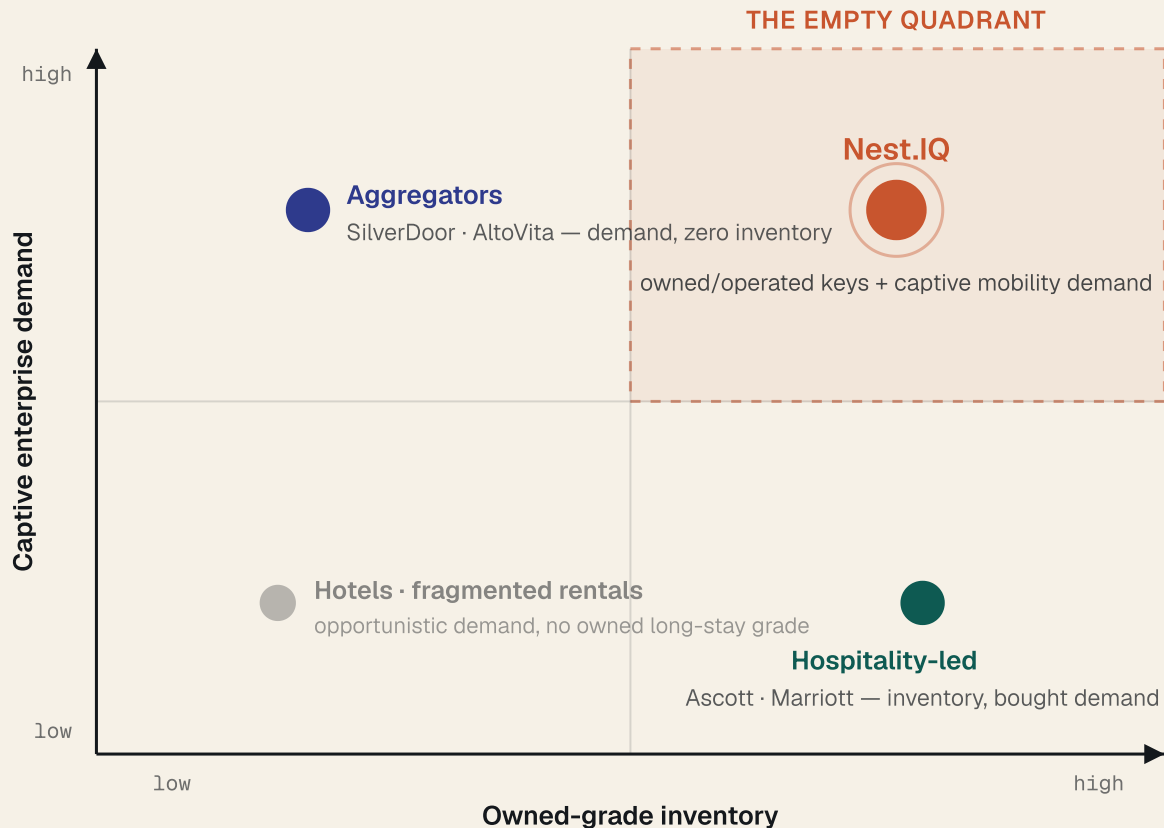 THE EMPTY QUADRANT
high
Nest.IQ
Aggregators
SilverDoor · AltoVita — demand, zero inventory
owned/operated keys + captive mobility demand
Captive enterprise demand
Hotels · fragmented rentals
opportunistic demand, no owned long-stay grade
Hospitality-led
Ascott · Marriott — inventory, bought demand
low
low
high
Owned-grade inventory